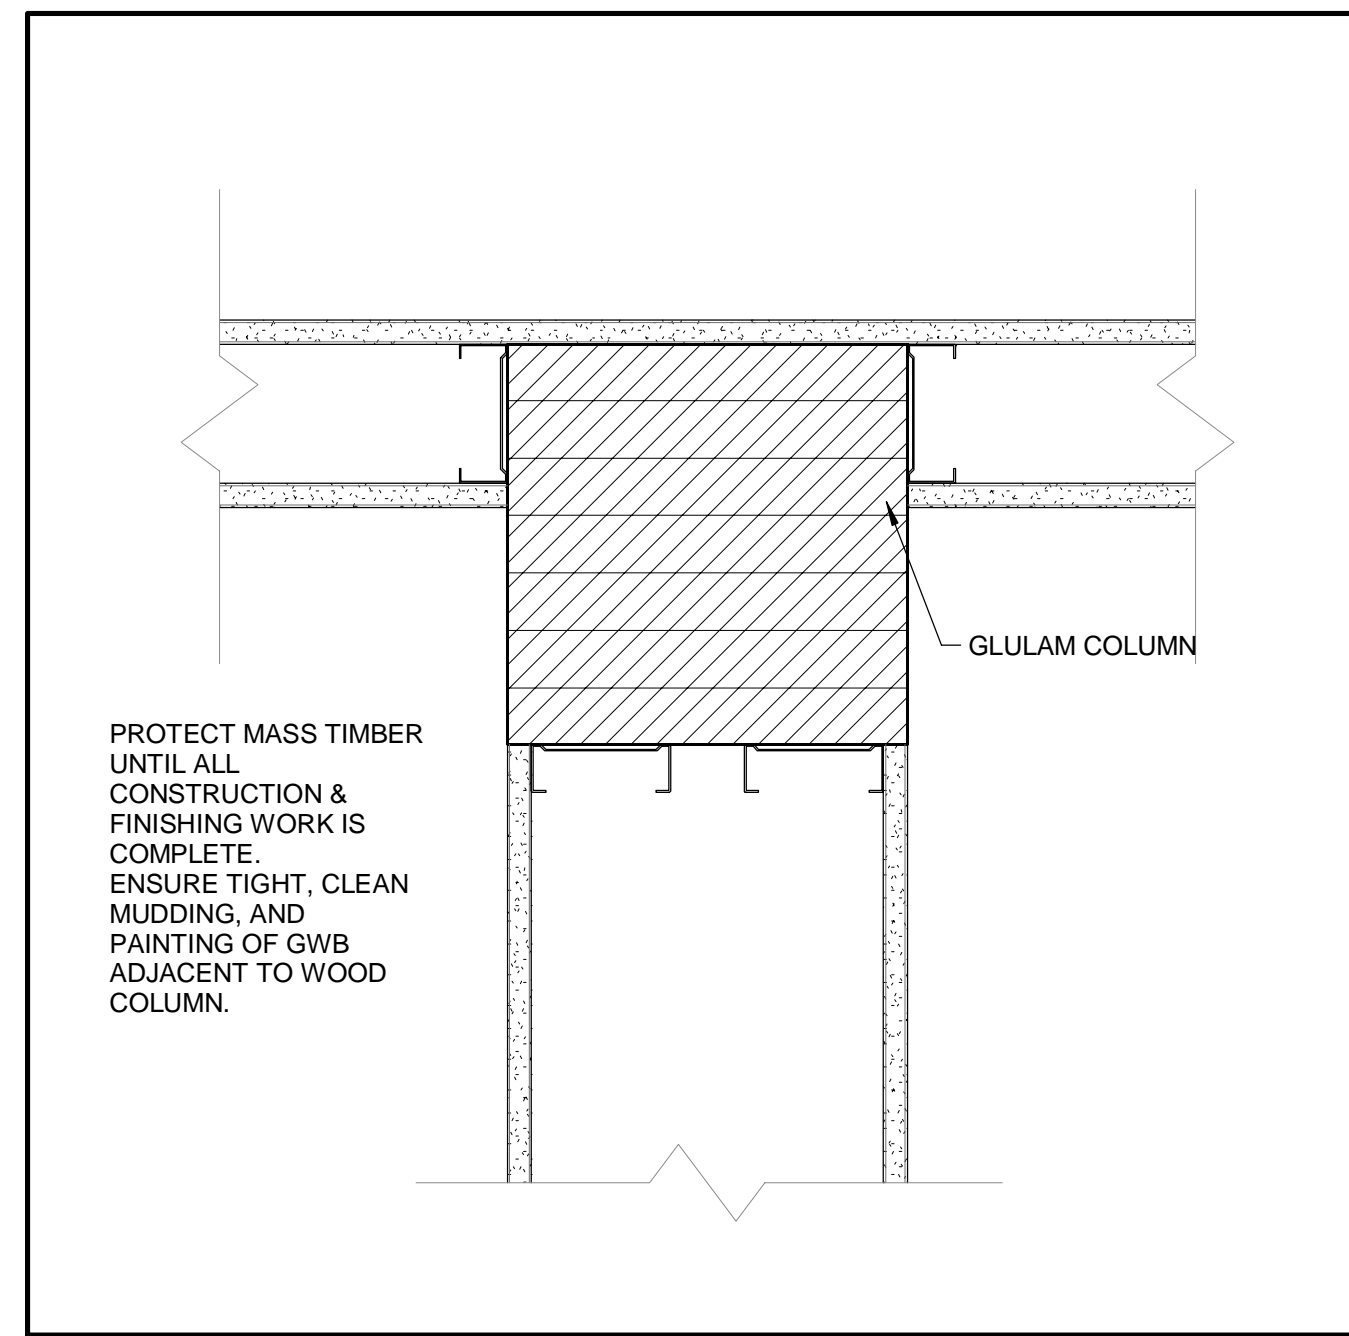 GLULAM COLUMN
PROTECT MASS TIMBER
UNTIL ALL
CONSTRUCTION &
FINISHING WORK IS
COMPLETE.
ENSURE TIGHT, CLEAN
MUDDING, AND
PAINTING OF GWB
ADJACENT TO WOOD
COLUMN.